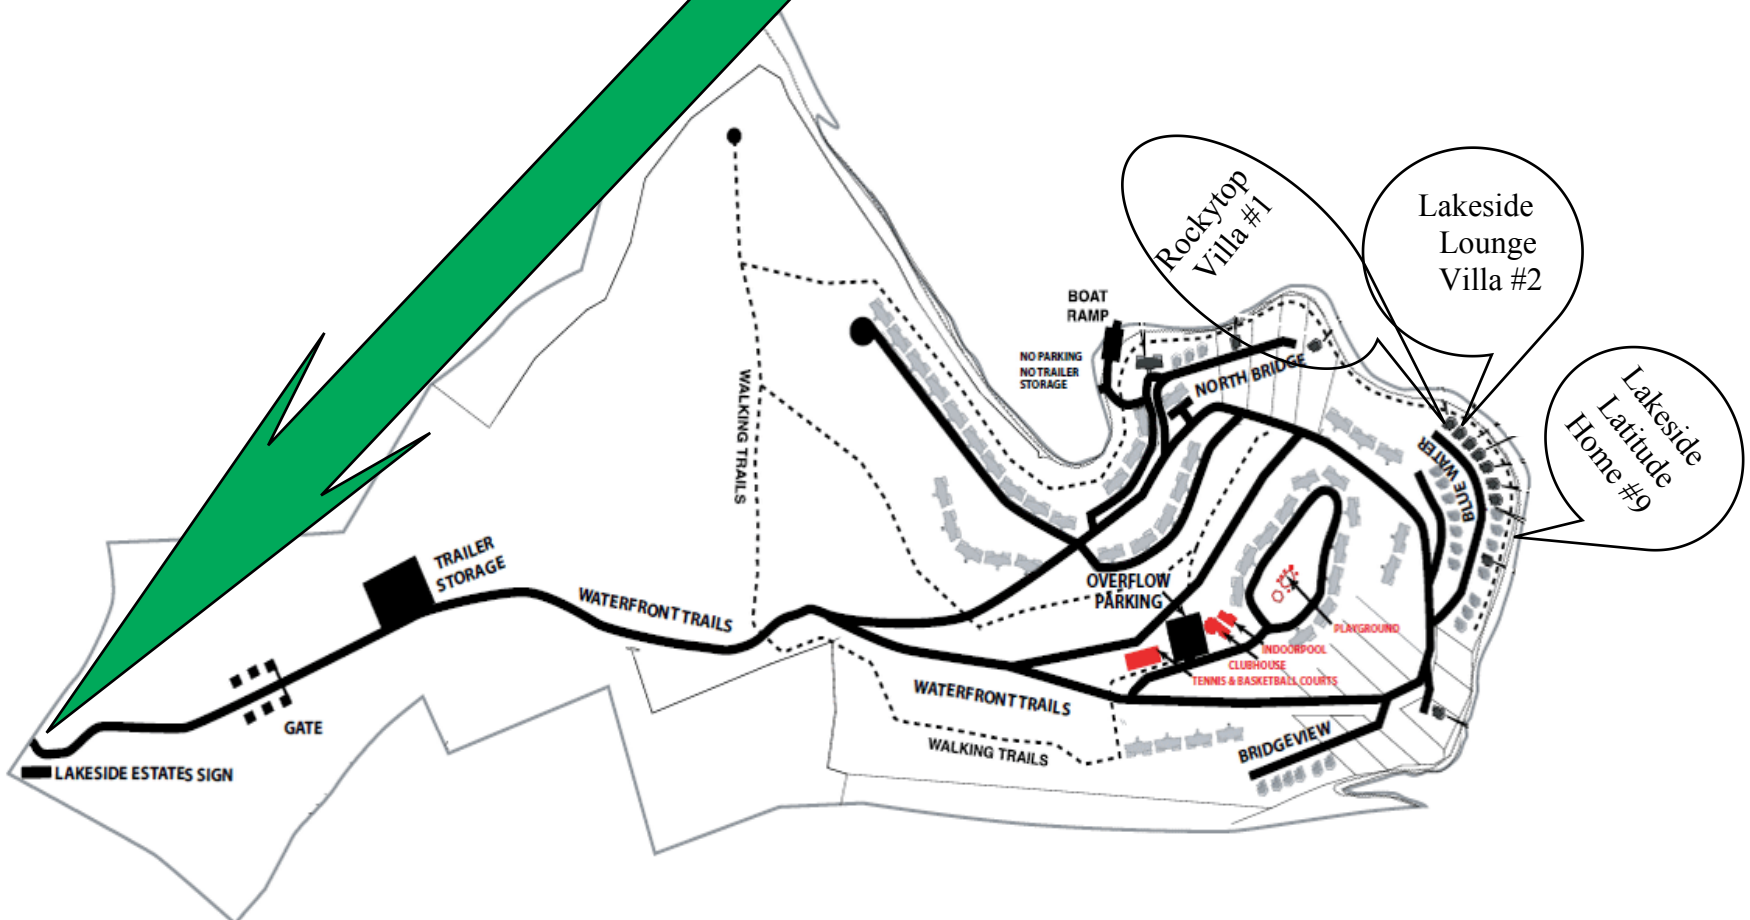 Rockytop
Villa #1
Lakeside
Lounge
Villa #2
BOAT
RAMP
NO PARKING
NO TRAILER
STORAGE
NORTH BRIDGE
Lakeside
Latitude
Home #9
BLUE WATER
WALKING TRAILS
TRAILER
STORAGE
WATERFRONT TRAILS
OVERFLOW
PARKING
PLAYGROUND
INDOORPOOL
CLUBHOUSE
TENNIS & BASKETBALL COURTS
WATERFRONT TRAILS
GATE
WALKING TRAILS
BRIDGEVIEW
LAKESIDE ESTATES SIGN